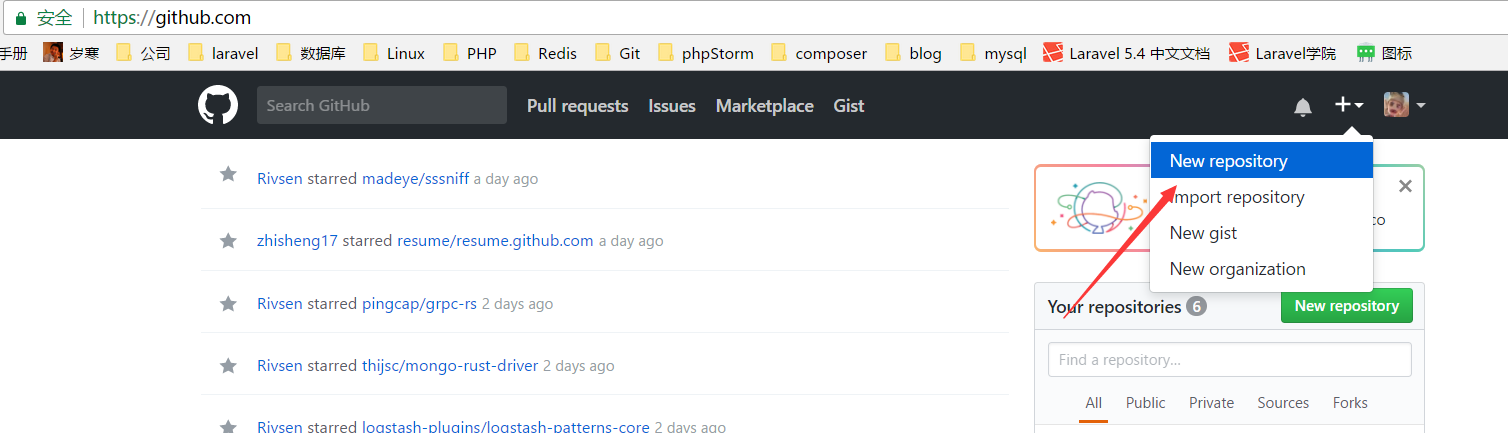 安全 https://github.com
手册 岁寒 公司 laravel 数据库 Linux PHP Redis Git phpStorm composer blog mysql Laravel 5.4 中文文档 Laravel学院 图标
Search GitHub Pull requests Issues Marketplace Gist
New repository
Import repository
New gist
New organization
Rivsen starred madeye/sssniff a day ago
zhisheng17 starred resume/resume.github.com a day ago
Rivsen starred pingcap/grpc-rs 2 days ago
Rivsen starred thijsc/mongo-rust-driver 2 days ago
Rivsen starred logstash-plugins/logstash-patterns-core 2 days ago
co
Your repositories 6 New repository
Find a repository...
All Public Private Sources Forks